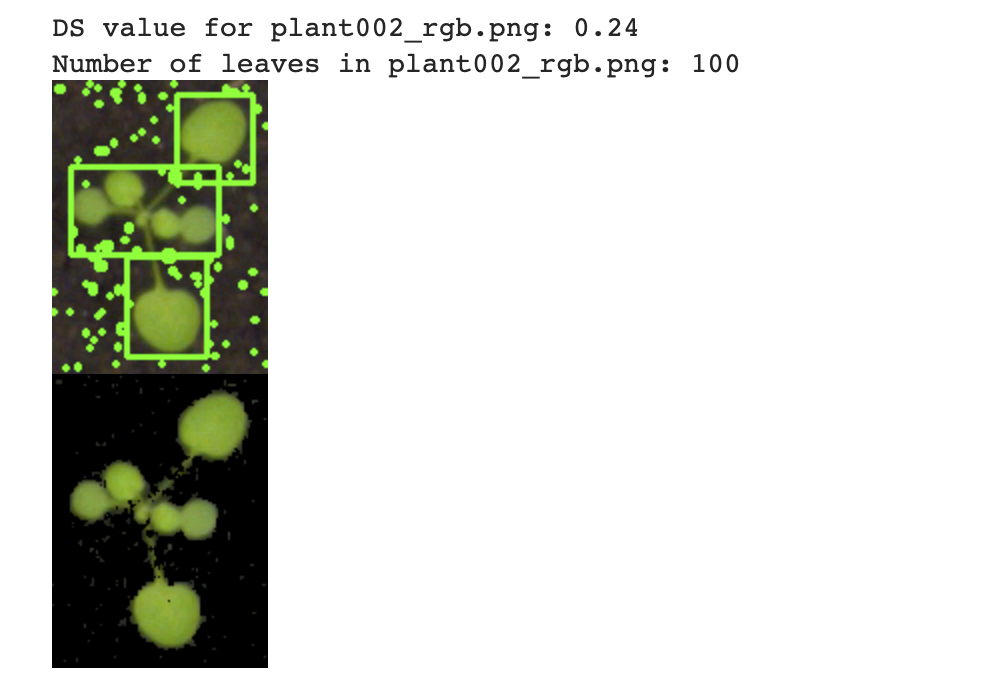 DS value for plant002_rgb.png: 0.24
Number of leaves in plant002_rgb.png: 100